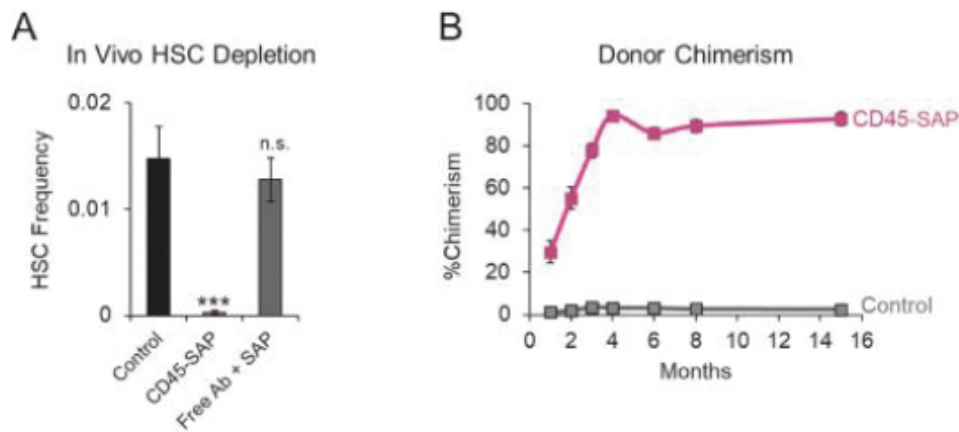 A
In Vivo HSC Depletion
HSC Frequency
0.02
0.01
0
n.s.
***
Control
CD45-SAP
Free Ab + SAP
B
Donor Chimerism
%Chimerism
100
80
60
40
20
0
CD45-SAP
Control
0 2 4 6 8 10 12 14 16
Months